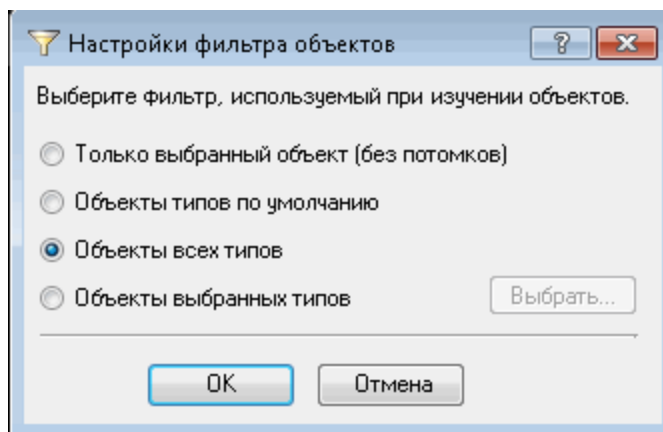 Настройки фильтра объектов
Выберите фильтр, используемый при изучении объектов.
Только выбранный объект (без потомков)
Объекты типов по умолчанию
Объекты всех типов
Объекты выбранных типов Выбрать...
OK Отмена